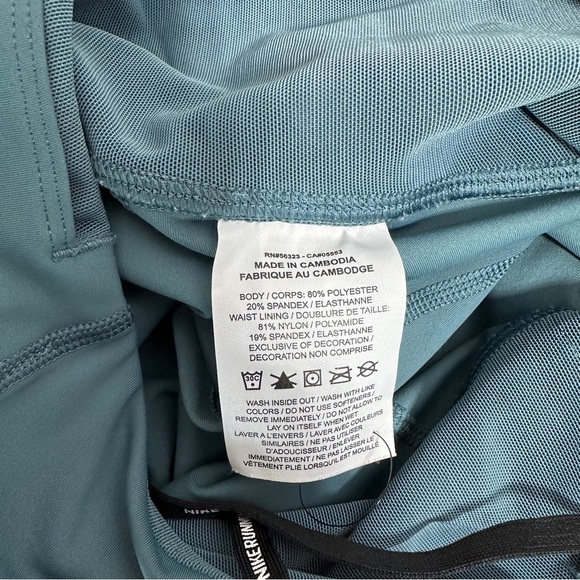 RN#56323 - CA#05553
MADE IN CAMBODIA
FABRIQUE AU CAMBODGE
BODY / CORPS: 80% POLYESTER
20% SPANDEX / ELASTHANNE
WAIST LINING / DOUBLURE DE TAILLE:
81% NYLON / POLYAMIDE
19% SPANDEX / ELASTHANNE
EXCLUSIVE OF DECORATION /
DECORATION NON COMPRISE
30C
WASH INSIDE OUT / WASH WITH LIKE
COLORS / DO NOT USE SOFTENERS /
REMOVE IMMEDIATELY / DO NOT ALLOW TO
LAY ON ITSELF WHEN WET
LAVER A L'ENVERS / LAVER AVEC COULEURS
SIMILAIRES / NE PAS UTILISER
D'ADOUCISSEUR / ENLEVER
IMMEDIATEMENT / NE PAS LAISSER LE
VÊTEMENT PLIÉ LORSQU'IL EST MOUILLÉ
NIKE
NIKERUNN